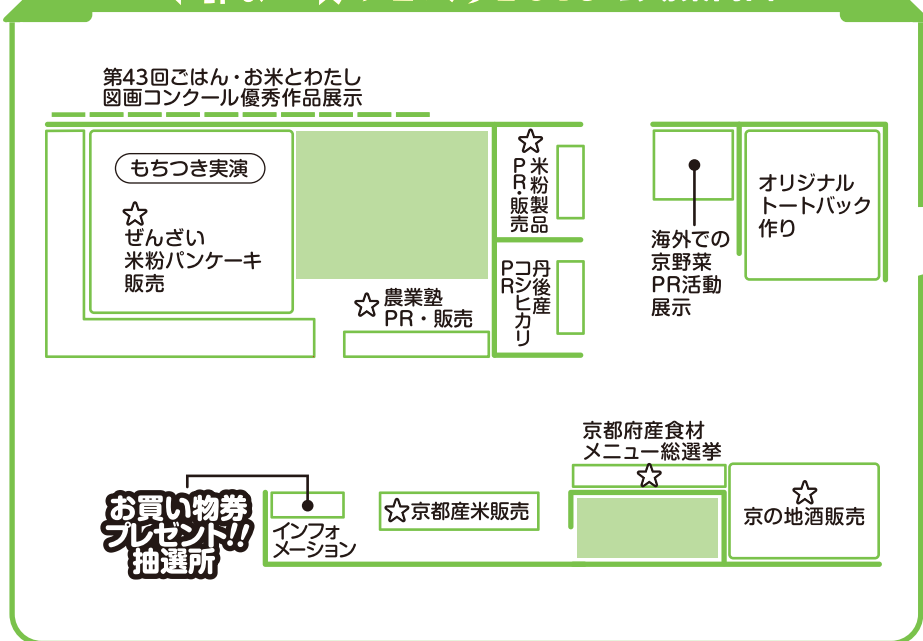 第43回ごはん・お米とわたし
図画コンクール優秀作品展示
もちつき実演
☆
ぜんざい
米粉パンケーキ
販売
☆農業塾
PR・販売
☆
米粉製品
PR・販売
丹後産
コシヒカリ
PR
海外での
京野菜
PR活動
展示
オリジナル
トートバック
作り
京都府産食材
メニュー総選挙
☆
お買い物券
プレゼント!!
抽選所
インフォ
メーション
☆京都産米販売
☆
京の地酒販売